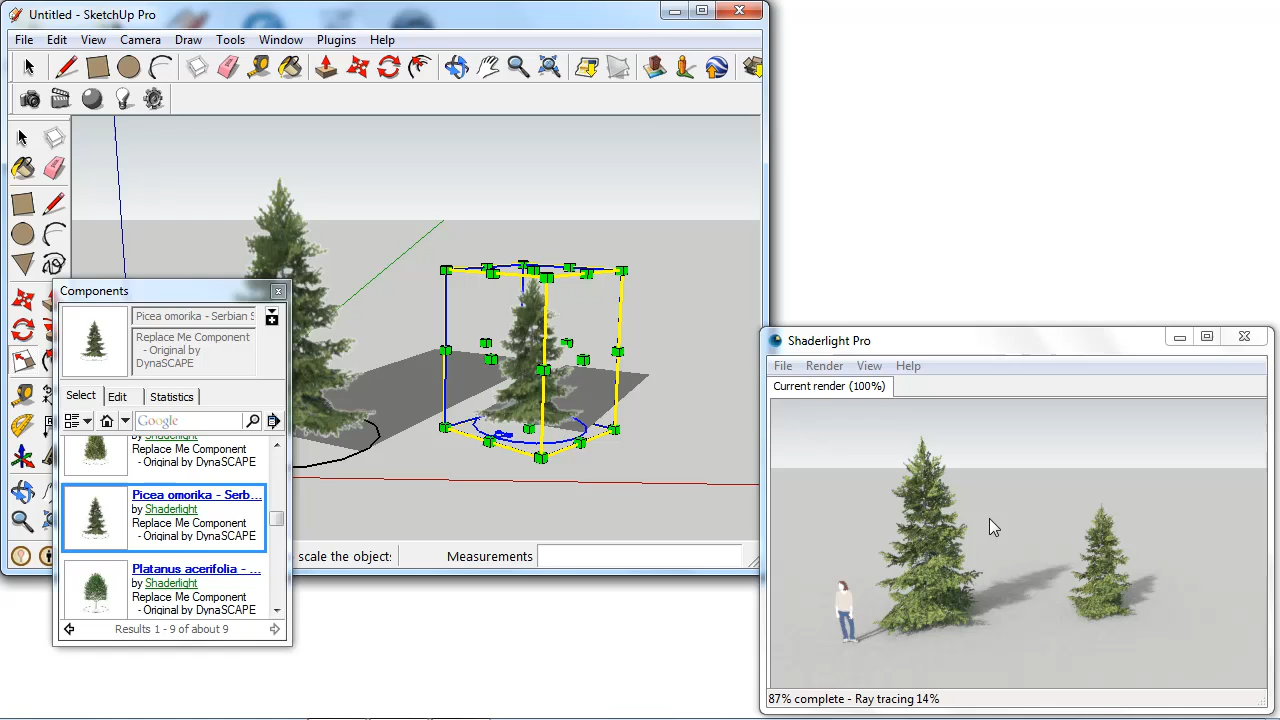 Untitled - SketchUp Pro
File Edit View Camera Draw Tools Window Plugins Help
Components
Picea omorika - Serbian S
Replace Me Component
- Original by
DynaSCAPE
Select Edit Statistics
Google
by Shaderlight
Replace Me Component
- Original by DynaSCAPE
Picea omorika - Serb...
by Shaderlight
Replace Me Component
- Original by DynaSCAPE
Platanus acerifolia - ...
by Shaderlight
Replace Me Component
- Original by DynaSCAPE
Results 1 - 9 of about 9
scale the object: Measurements
Shaderlight Pro
File Render View Help
Current render (100%)
87% complete - Ray tracing 14%